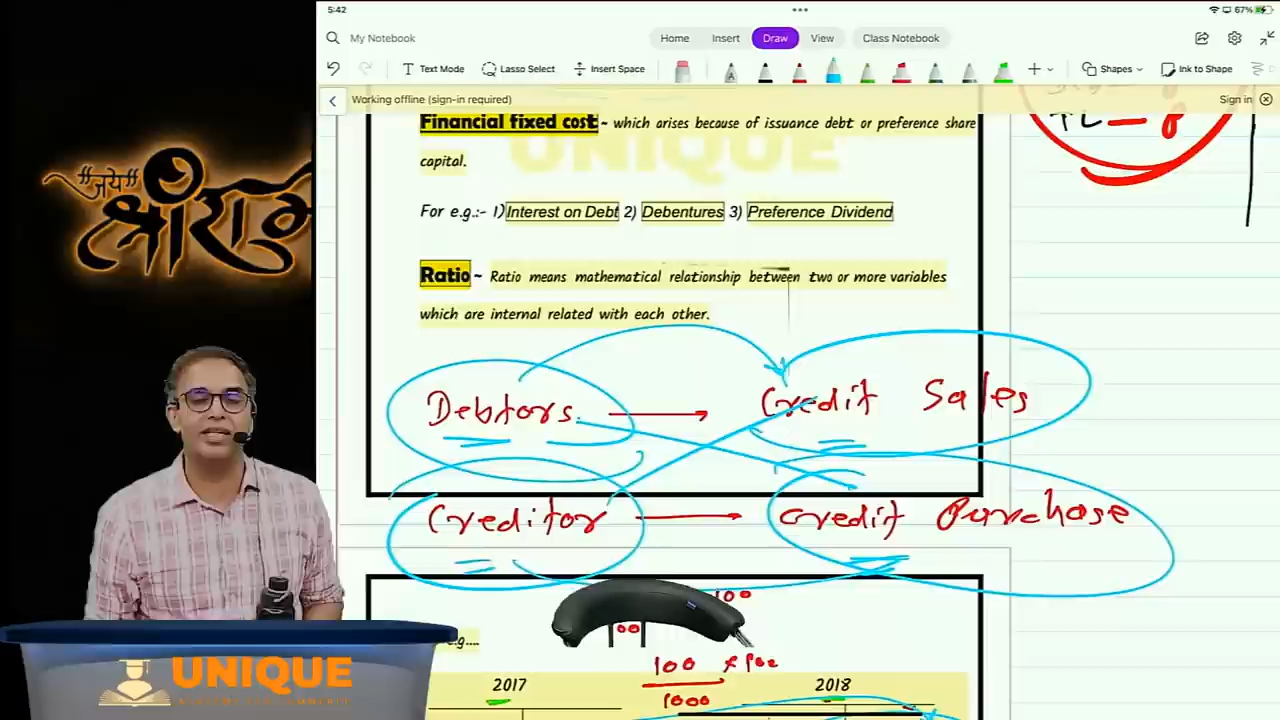 5:42
67%
My Notebook
Home Insert Draw View Class Notebook
Text Mode Lasso Select Insert Space Shapes Ink to Shape
Working offline (sign-in required) Sign in
Financial fixed cost ~ which arises because of issuance debt or preference share
capital.
UNIQUE
For e.g.:- 1) Interest on Debt 2) Debentures 3) Preference Dividend
Ratio ~ Ratio means mathematical relationship between two or more variables
which are internal related with each other.
#जय#
श्रीराम
Debtors → Credit Sales
Creditor → Credit Purchase
100
100
e.g....
100
1000
2017 2018
UNIQUE